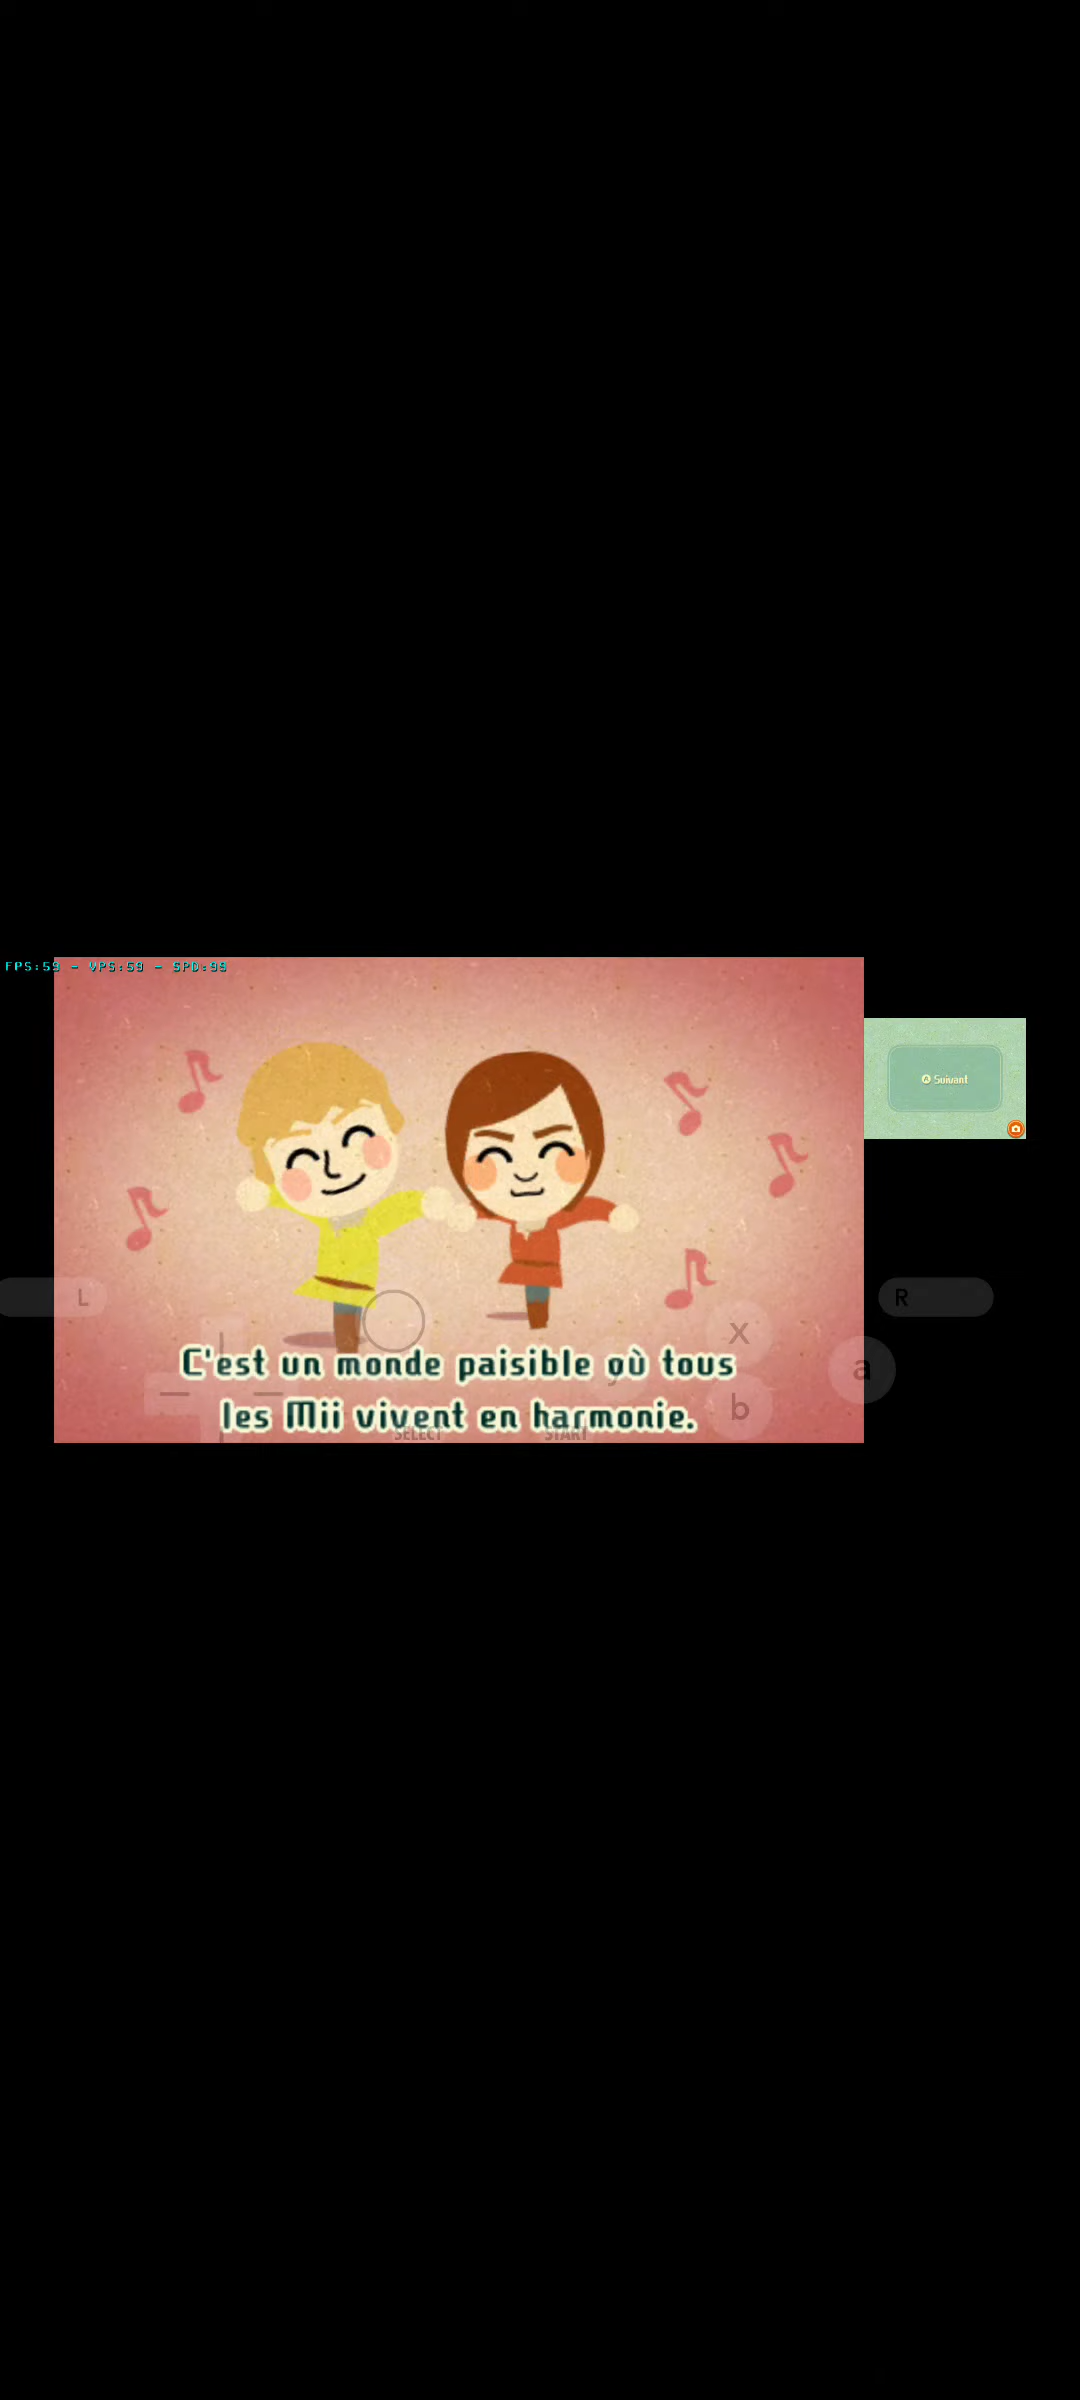 FPS:59 - VPS:59 - SPD:99
Ⓐ Suivant
L
R
x
a
y
b
C'est un monde paisible où tous
les Mii vivent en harmonie.
SELECT
START